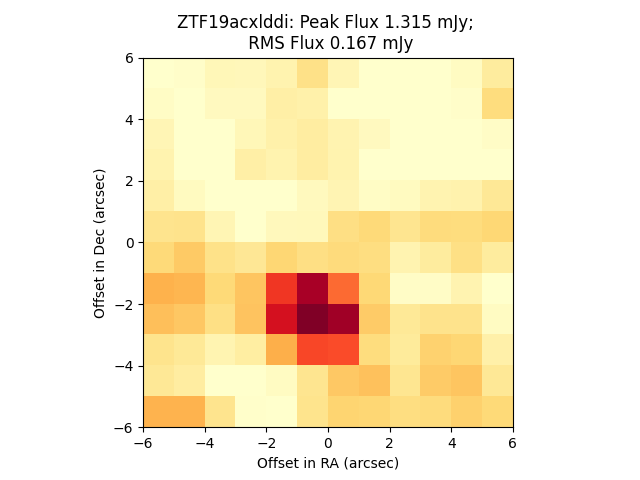 ZTF19acxlddi: Peak Flux 1.315 mJy;
RMS Flux 0.167 mJy
6
4
2
0
−2
−4
−6
Offset in Dec (arcsec)
−6 −4 −2 0 2 4 6
Offset in RA (arcsec)